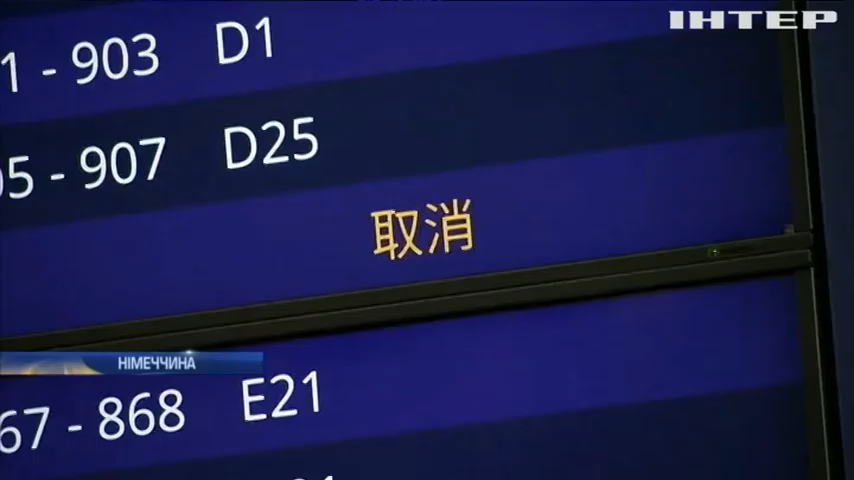 ІНТЕР
1 - 903 D1
05 - 907 D25
取消
НІМЕЧЧИНА
67 - 868 E21